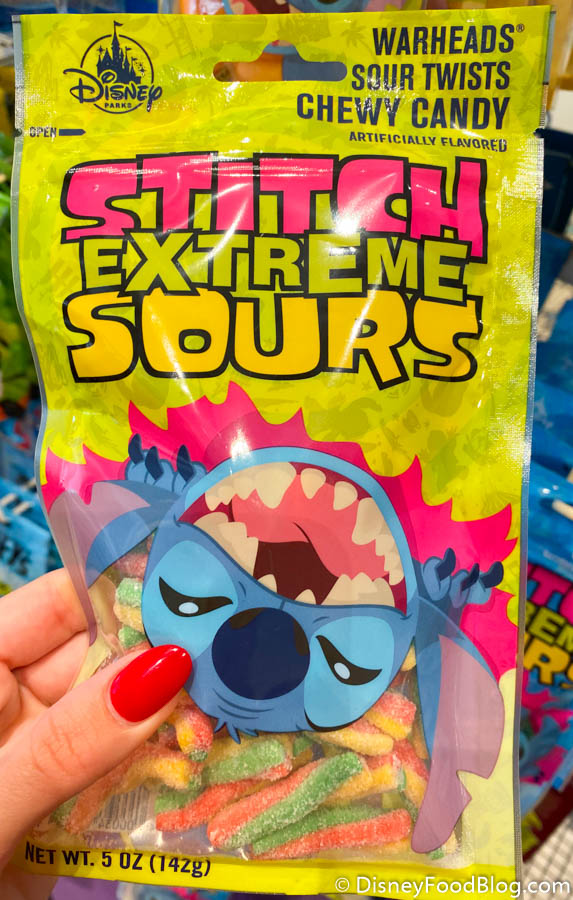 Disney
PARKS
WARHEADS®
SOUR TWISTS
CHEWY CANDY
ARTIFICIALLY FLAVORED
OPEN
STITCH
EXTREME
SOURS
NET WT. 5 OZ (142g)
©DisneyFoodBlog.com